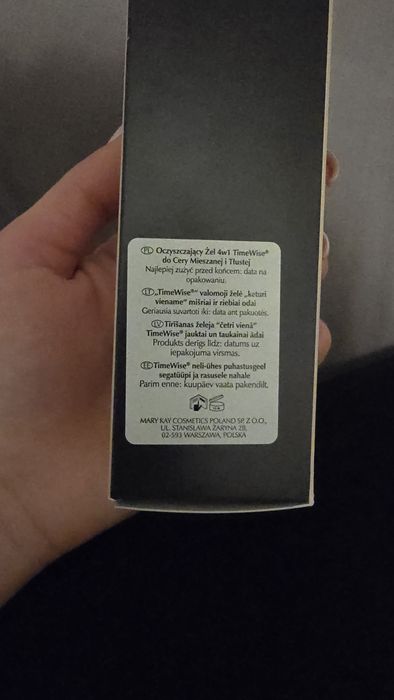 PL Oczyszczający Żel 4w1 TimeWise®
do Cery Mieszanej i Tłustej
Najlepiej zużyć przed końcem: data na
opakowaniu.
LT „TimeWise®“ valomoji želė „keturi
viename“ mišriai ir riebiai odai
Geriausia suvartoti iki: data ant pakuotės.
LV Tīrīšanas želeja “četri vienā”
TimeWise® jauktai un taukainai ādai
Produkts derīgs līdz: datums uz
iepakojuma virsmas.
EE TimeWise® neli-ühes puhastusgeel
segatüüpi ja rasusele nahale
Parim enne: kuupäev vaata pakendilt.
MARY KAY COSMETICS POLAND SP. Z O.O.,
UL. STANISŁAWA ŻARYNA 2B,
02-593 WARSZAWA, POLSKA